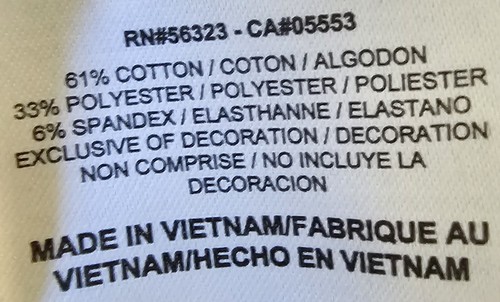 RN#56323 - CA#05553
61% COTTON / COTON / ALGODON
33% POLYESTER / POLYESTER / POLIESTER
6% SPANDEX / ELASTHANNE / ELASTANO
EXCLUSIVE OF DECORATION / DECORATION
NON COMPRISE / NO INCLUYE LA
DECORACION
MADE IN VIETNAM/FABRIQUE AU
VIETNAM/HECHO EN VIETNAM